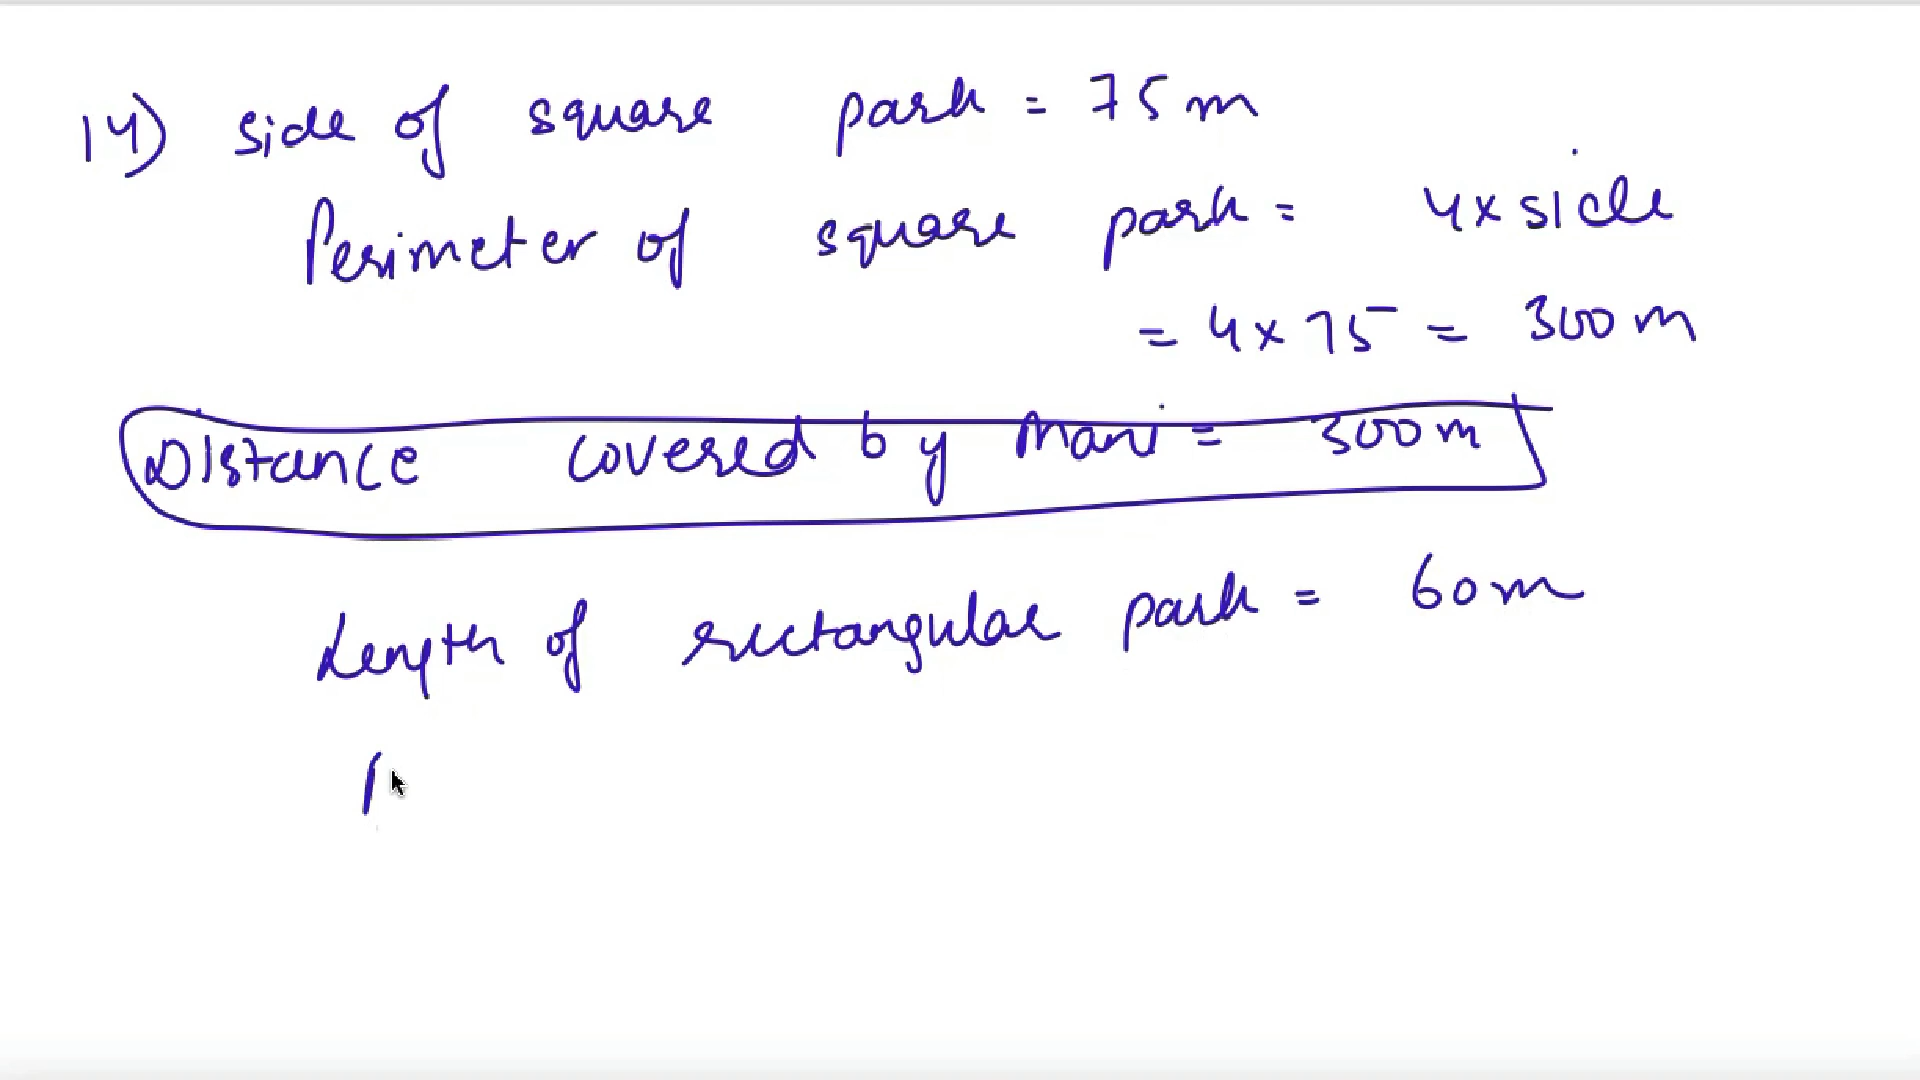 14) side of square park = 75 m
Perimeter of square park = 4 x side
= 4 x 75 = 300 m
Distance covered by Mani = 300 m
Length of rectangular park = 60 m